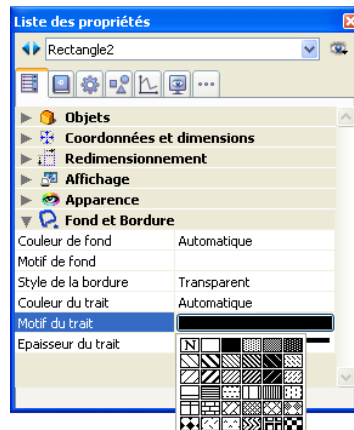 Liste des propriétés
Rectangle2
Objets
Coordonnées et dimensions
Redimensionnement
Affichage
Apparence
Fond et Bordure
Couleur de fond Automatique
Motif de fond
Style de la bordure Transparent
Couleur du trait Automatique
Motif du trait
Epaisseur du trait
N